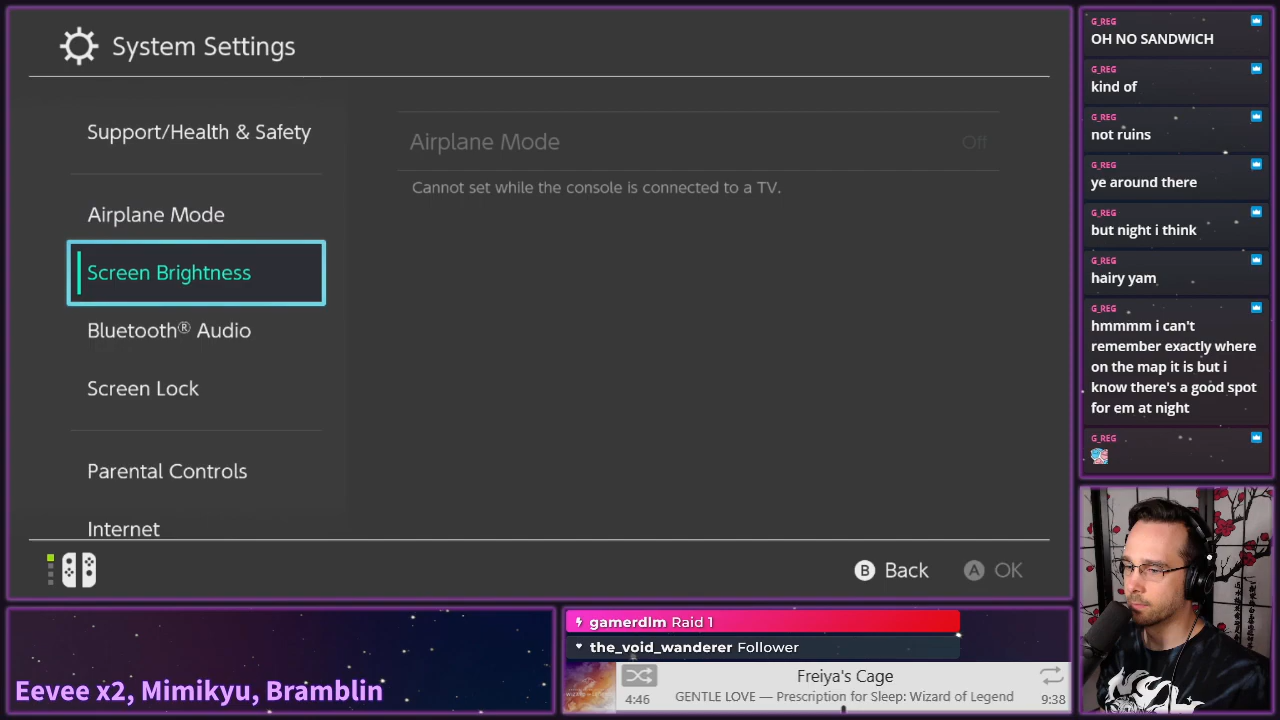 System Settings
Support/Health & Safety
Airplane Mode
Screen Brightness
Bluetooth® Audio
Screen Lock
Parental Controls
Internet
Airplane Mode Off
Cannot set while the console is connected to a TV.
B Back A OK
G_REG
OH NO SANDWICH
G_REG
kind of
G_REG
not ruins
G_REG
ye around there
G_REG
but night i think
G_REG
hairy yam
G_REG
hmmmm i can't
remember exactly where
on the map it is but i
know there's a good spot
for em at night
G_REG
Eevee x2, Mimikyu, Bramblin
gamerdlm Raid 1
the_void_wanderer Follower
Freiya's Cage
4:46 GENTLE LOVE — Prescription for Sleep: Wizard of Legend 9:38